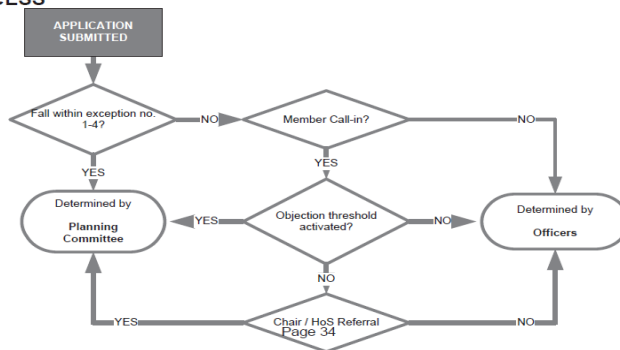 CESS
APPLICATION
SUBMITTED
Fall within exception no.
1-4?
NO
Member Call-in?
NO
YES
YES
Determined by
Planning
Committee
YES
Objection threshold
activated?
NO
Determined by
Officers
NO
YES
Chair / HoS Referral
NO
Page 34